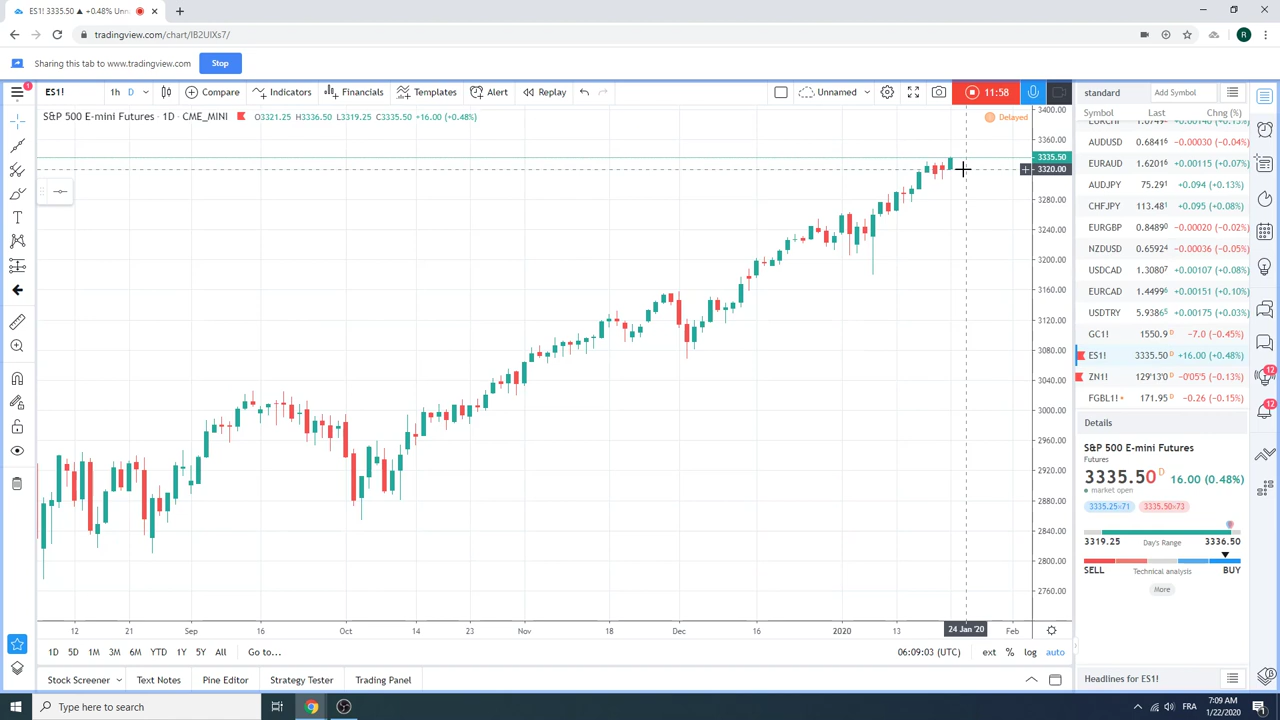 ES1! 3335.50 ▲ +0.48% Unn
tradingview.com/chart/IB2UIXs7/
R
Sharing this tab to www.tradingview.com
Stop
1
ES1!
1h
D
Compare
Indicators
Financials
Templates
Alert
Replay
Unnamed
11:58
S&P 500 E-mini Futures · 1D · CME_MINI
O3321.25 H3336.50 L3319.25 C3335.50 +16.00 (+0.48%)
Delayed
3400.00
3360.00
3335.50
3320.00
3280.00
3240.00
3200.00
3160.00
3120.00
3080.00
3040.00
3000.00
2960.00
2920.00
2880.00
2840.00
2800.00
2760.00
12
21
Sep
16
Oct
14
23
Nov
18
Dec
16
2020
13
24 Jan '20
Feb
1D 5D 1M 3M 6M YTD 1Y 5Y All
Go to...
06:09:03 (UTC)
ext % log auto
Stock Screener
Text Notes
Pine Editor
Strategy Tester
Trading Panel
standard
Add Symbol
Symbol Last Chng (%)
AUDUSD 0.6841⁶ −0.00030 (−0.04%)
EURAUD 1.6201⁶ +0.00115 (+0.07%)
AUDJPY 75.29¹ +0.094 (+0.13%)
CHFJPY 113.48¹ +0.095 (+0.08%)
EURGBP 0.8489⁰ −0.00020 (−0.02%)
NZDUSD 0.6592⁴ −0.00036 (−0.05%)
USDCAD 1.3080⁷ +0.00107 (+0.08%)
EURCAD 1.4499⁶ +0.00151 (+0.10%)
USDTRY 5.9386⁵ +0.00175 (+0.03%)
GC1! 1550.9 D −7.0 (−0.45%)
ES1! 3335.50 D +16.00 (+0.48%)
ZN1! 129'13'0 D −0'05'5 (−0.13%)
FGBL1! 171.95 D −0.26 (−0.15%)
Details
S&P 500 E-mini Futures
Futures
3335.50 D 16.00 (0.48%)
market open
3335.25×71
3335.50×73
3319.25 Day's Range 3336.50
SELL Technical analysis BUY
More
Headlines for ES1!
12
12
Type here to search
FRA
7:09 AM
1/22/2020
1